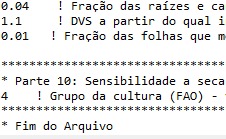 0.04 ! Fração das raízes e ca
1.1 ! DVS a partir do qual i
0.01 ! Fração das folhas que m
********************************
* Parte 10: Sensibilidade a seca
4 ! Grupo da cultura (FAO) -
********************************
* Fim do Arquivo